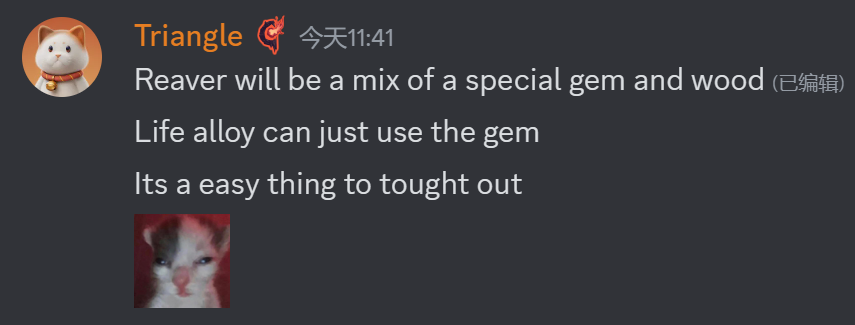 Triangle 今天11:41
Reaver will be a mix of a special gem and wood (已编辑)
Life alloy can just use the gem
Its a easy thing to tought out